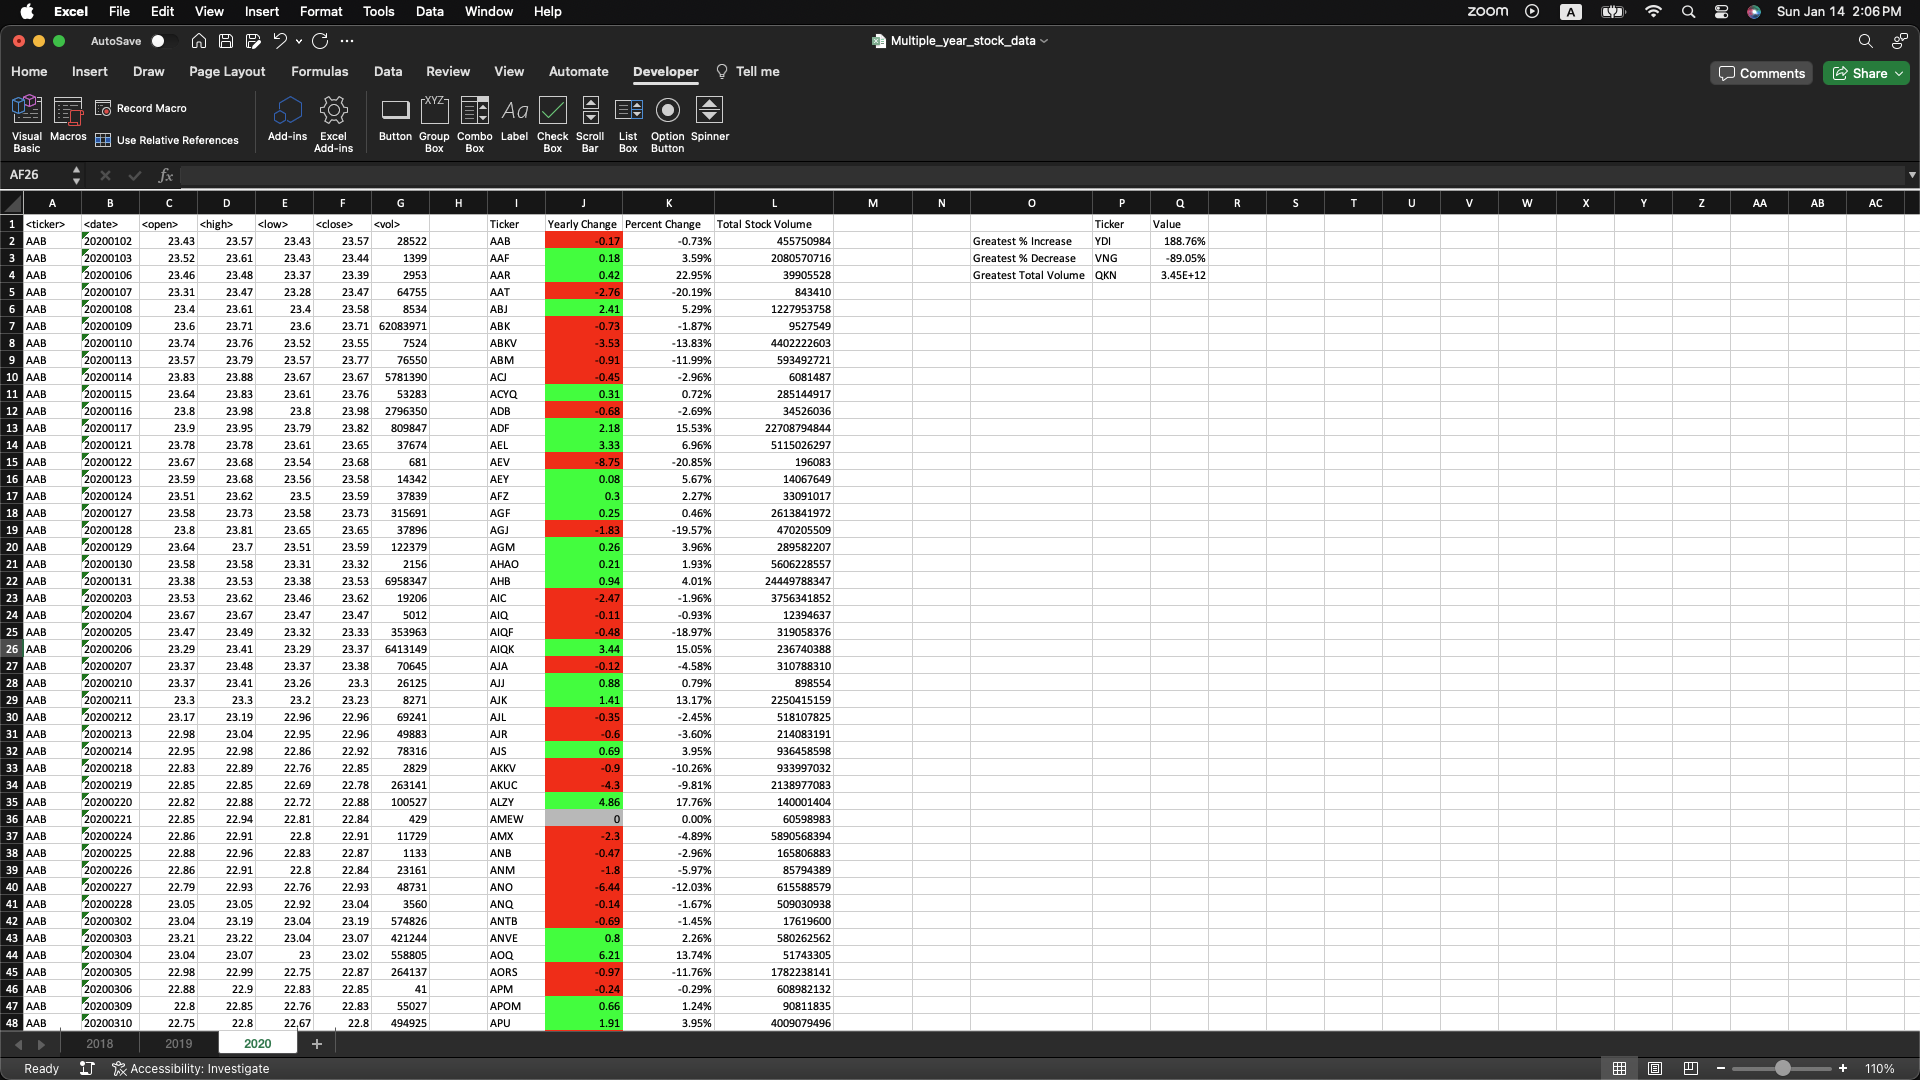 Excel File Edit View Insert Format Tools Data Window Help zoom A Sun Jan 14 2:06 PM
AutoSave Multiple_year_stock_data
Home Insert Draw Page Layout Formulas Data Review View Automate Developer Tell me Comments Share
Visual Basic Macros Record Macro Use Relative References Add-ins Excel Add-ins Button Group Box Combo Box Aa Label Check Box Scroll Bar List Box Option Button Spinner
AF26 fx
A B C D E F G H I J K L M N O P Q R S T U V W X Y Z AA AB AC
1 <ticker> <date> <open> <high> <low> <close> <vol> Ticker Yearly Change Percent Change Total Stock Volume Ticker Value
2 AAB 20200102 23.43 23.57 23.43 23.57 28522 AAB -0.17 -0.73% 455750984 Greatest % Increase YDI 188.76%
3 AAB 20200103 23.52 23.61 23.43 23.44 1399 AAF 0.18 3.59% 2080570716 Greatest % Decrease VNG -89.05%
4 AAB 20200106 23.46 23.48 23.37 23.39 2953 AAR 0.42 22.95% 39905528 Greatest Total Volume QKN 3.45E+12
5 AAB 20200107 23.31 23.47 23.28 23.47 64755 AAT -2.76 -20.19% 843410
6 AAB 20200108 23.4 23.61 23.4 23.58 8534 ABJ 2.41 5.29% 1227953758
7 AAB 20200109 23.6 23.71 23.6 23.71 62083971 ABK -0.73 -1.87% 9527549
8 AAB 20200110 23.74 23.76 23.52 23.55 7524 ABKV -3.53 -13.83% 4402222603
9 AAB 20200113 23.57 23.79 23.57 23.77 76550 ABM -0.91 -11.99% 593492721
10 AAB 20200114 23.83 23.88 23.67 23.67 5781390 ACJ -0.45 -2.96% 6081487
11 AAB 20200115 23.64 23.83 23.61 23.76 53283 ACYQ 0.31 0.72% 285144917
12 AAB 20200116 23.8 23.98 23.8 23.98 2796350 ADB -0.68 -2.69% 34526036
13 AAB 20200117 23.9 23.95 23.79 23.82 809847 ADF 2.18 15.53% 22708794844
14 AAB 20200121 23.78 23.78 23.61 23.65 37674 AEL 3.33 6.96% 5115026297
15 AAB 20200122 23.67 23.68 23.54 23.68 681 AEV -8.75 -20.85% 196083
16 AAB 20200123 23.59 23.68 23.56 23.58 14342 AEY 0.08 5.67% 14067649
17 AAB 20200124 23.51 23.62 23.5 23.59 37839 AFZ 0.3 2.27% 33091017
18 AAB 20200127 23.58 23.73 23.58 23.73 315691 AGF 0.25 0.46% 2613841972
19 AAB 20200128 23.8 23.81 23.65 23.65 37896 AGJ -1.83 -19.57% 470205509
20 AAB 20200129 23.64 23.7 23.51 23.59 122379 AGM 0.26 3.96% 289582207
21 AAB 20200130 23.58 23.58 23.31 23.32 2156 AHAO 0.21 1.93% 5606228557
22 AAB 20200131 23.38 23.53 23.38 23.53 6958347 AHB 0.94 4.01% 24449788347
23 AAB 20200203 23.53 23.62 23.46 23.62 19206 AIC -2.47 -1.96% 3756341852
24 AAB 20200204 23.67 23.67 23.47 23.47 5012 AIQ -0.11 -0.93% 12394637
25 AAB 20200205 23.47 23.49 23.32 23.33 353963 AIQF -0.48 -18.97% 319058376
26 AAB 20200206 23.29 23.41 23.29 23.37 6413149 AIQK 3.44 15.05% 236740388
27 AAB 20200207 23.37 23.48 23.37 23.38 70645 AJA -0.12 -4.58% 310788310
28 AAB 20200210 23.37 23.41 23.26 23.3 26125 AJJ 0.88 0.79% 898554
29 AAB 20200211 23.3 23.3 23.2 23.23 8271 AJK 1.41 13.17% 2250415159
30 AAB 20200212 23.17 23.19 22.96 22.96 69241 AJL -0.35 -2.45% 518107825
31 AAB 20200213 22.98 23.04 22.95 22.96 49883 AJR -0.6 -3.60% 214083191
32 AAB 20200214 22.95 22.98 22.86 22.92 78316 AJS 0.69 3.95% 936458598
33 AAB 20200218 22.83 22.89 22.76 22.85 2829 AKKV -0.9 -10.26% 933997032
34 AAB 20200219 22.85 22.85 22.69 22.78 263141 AKUC -4.3 -9.81% 2138977083
35 AAB 20200220 22.82 22.88 22.72 22.88 100527 ALZY 4.86 17.76% 140001404
36 AAB 20200221 22.85 22.94 22.81 22.84 429 AMEW 0 0.00% 60598983
37 AAB 20200224 22.86 22.91 22.8 22.91 11729 AMX -2.3 -4.89% 5890568394
38 AAB 20200225 22.88 22.96 22.83 22.87 1133 ANB -0.47 -2.96% 165806883
39 AAB 20200226 22.86 22.91 22.8 22.84 23161 ANM -1.8 -5.97% 85794389
40 AAB 20200227 22.79 22.93 22.76 22.93 48731 ANO -6.44 -12.03% 615588579
41 AAB 20200228 23.05 23.05 22.92 23.04 3560 ANQ -0.14 -1.67% 509030938
42 AAB 20200302 23.04 23.19 23.04 23.19 574826 ANTB -0.69 -1.45% 17619600
43 AAB 20200303 23.21 23.22 23.04 23.07 421244 ANVE 0.8 2.26% 580262562
44 AAB 20200304 23.04 23.07 23 23.02 558805 AOQ 6.21 13.74% 51743305
45 AAB 20200305 22.98 22.99 22.75 22.87 264137 AORS -0.97 -11.76% 1782238141
46 AAB 20200306 22.88 22.9 22.83 22.85 41 APM -0.24 -0.29% 608982132
47 AAB 20200309 22.8 22.85 22.76 22.83 55027 APOM 0.66 1.24% 90811835
48 AAB 20200310 22.75 22.8 22.67 22.8 494925 APU 1.91 3.95% 4009079496
2018 2019 2020 +
Ready Accessibility: Investigate 110%